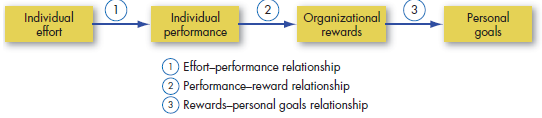 Individual
effort
1
Individual
performance
2
Organizational
rewards
3
Personal
goals
1 Effort–performance relationship
2 Performance–reward relationship
3 Rewards–personal goals relationship